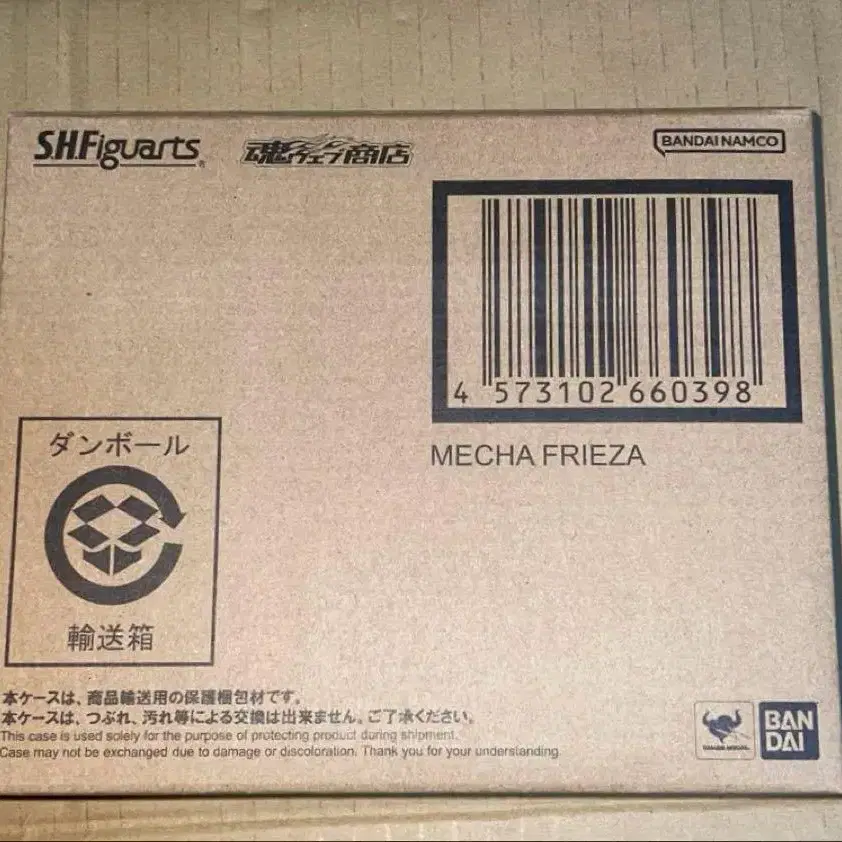 S.H.Figuarts®
魂ウェブ商店
BANDAI NAMCO
4 573102 660398
MECHA FRIEZA
ダンボール
輸送箱
本ケースは、商品輸送用の保護梱包材です。
本ケースは、つぶれ、汚れ等による交換は出来ません。ご了承ください。
This case is used solely for the purpose of protecting product during shipment.
Case may not be exchanged due to damage or discoloration. Thank you for your understanding.
BAN
DAI